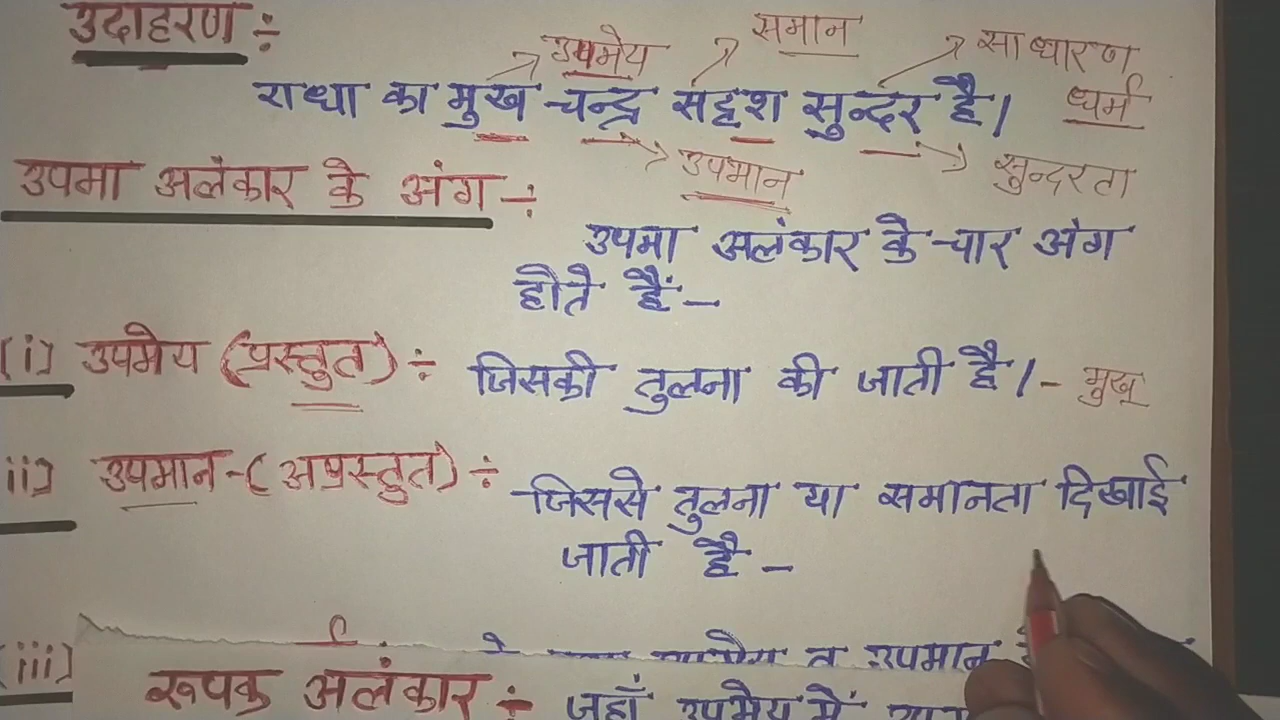 उदाहरण ÷
उपमेय समान साधारण
राधा का मुख चन्द्र सदृश सुन्दर है। धर्म
उपमान सुन्दरता
उपमा अलंकार के अंग ÷
उपमा अलंकार के चार अंग
होते हैं -
(i) उपमेय (प्रस्तुत) ÷ जिसकी तुलना की जाती है। - मुख
ii) उपमान - (अप्रस्तुत) ÷ जिससे तुलना या समानता दिखाई
जाती है -
(iii) व उपमान
रूपक अलंकार ÷ जहाँ उपमेय में